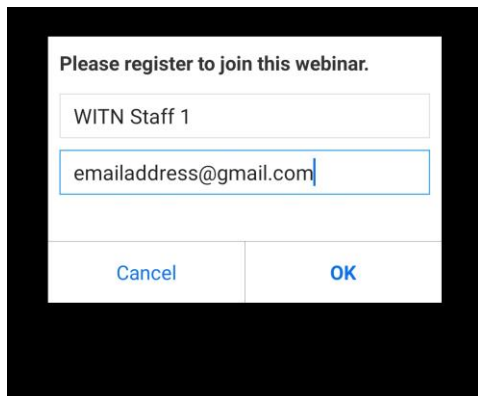 Please register to join this webinar.
WITN Staff 1
emailaddress@gmail.com
Cancel
OK